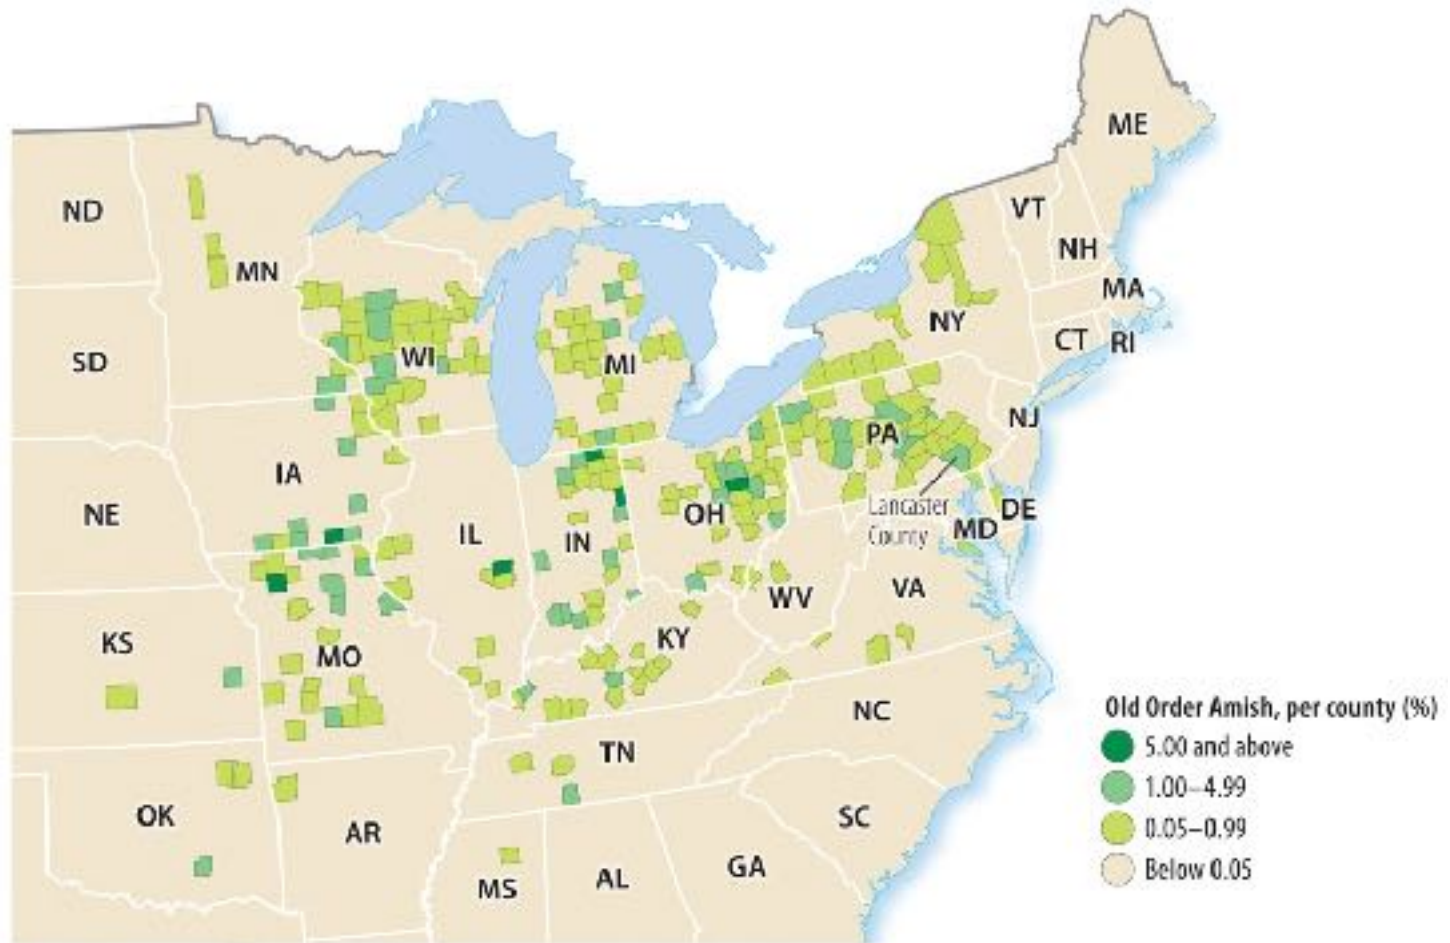 ME
ND
VT
NH
MN
MA
NY
WI
CT
RI
SD
MI
NJ
PA
IA
Lancaster
County
NE
OH
DE
MD
IL
IN
VA
WV
KS
KY
MO
NC
TN
OK
AR
SC
GA
MS
AL
Old Order Amish, per county (%)
5.00 and above
1.00–4.99
0.05–0.99
Below 0.05